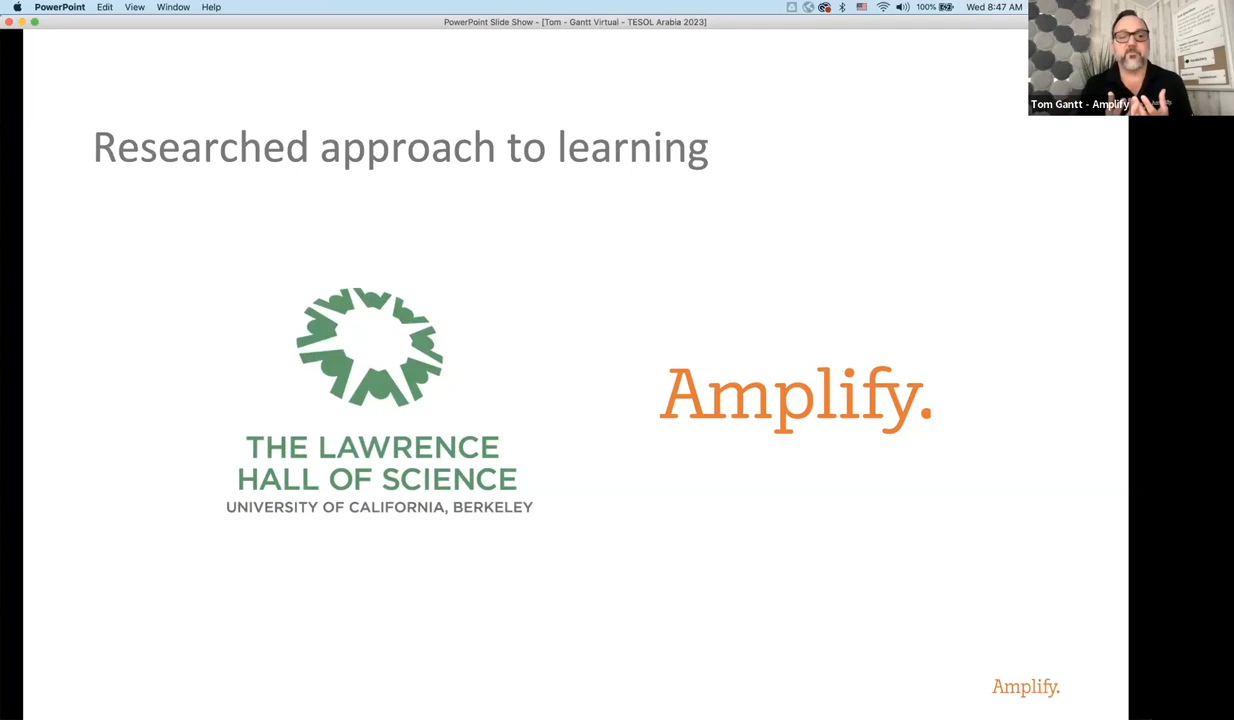 PowerPoint Edit View Window Help
100% Wed 8:47 AM
PowerPoint Slide Show - [Tom - Gantt Virtual - TESOL Arabia 2023]
Tom Gantt - Amplify
Researched approach to learning
THE LAWRENCE
HALL OF SCIENCE
UNIVERSITY OF CALIFORNIA, BERKELEY
Amplify.
Amplify.